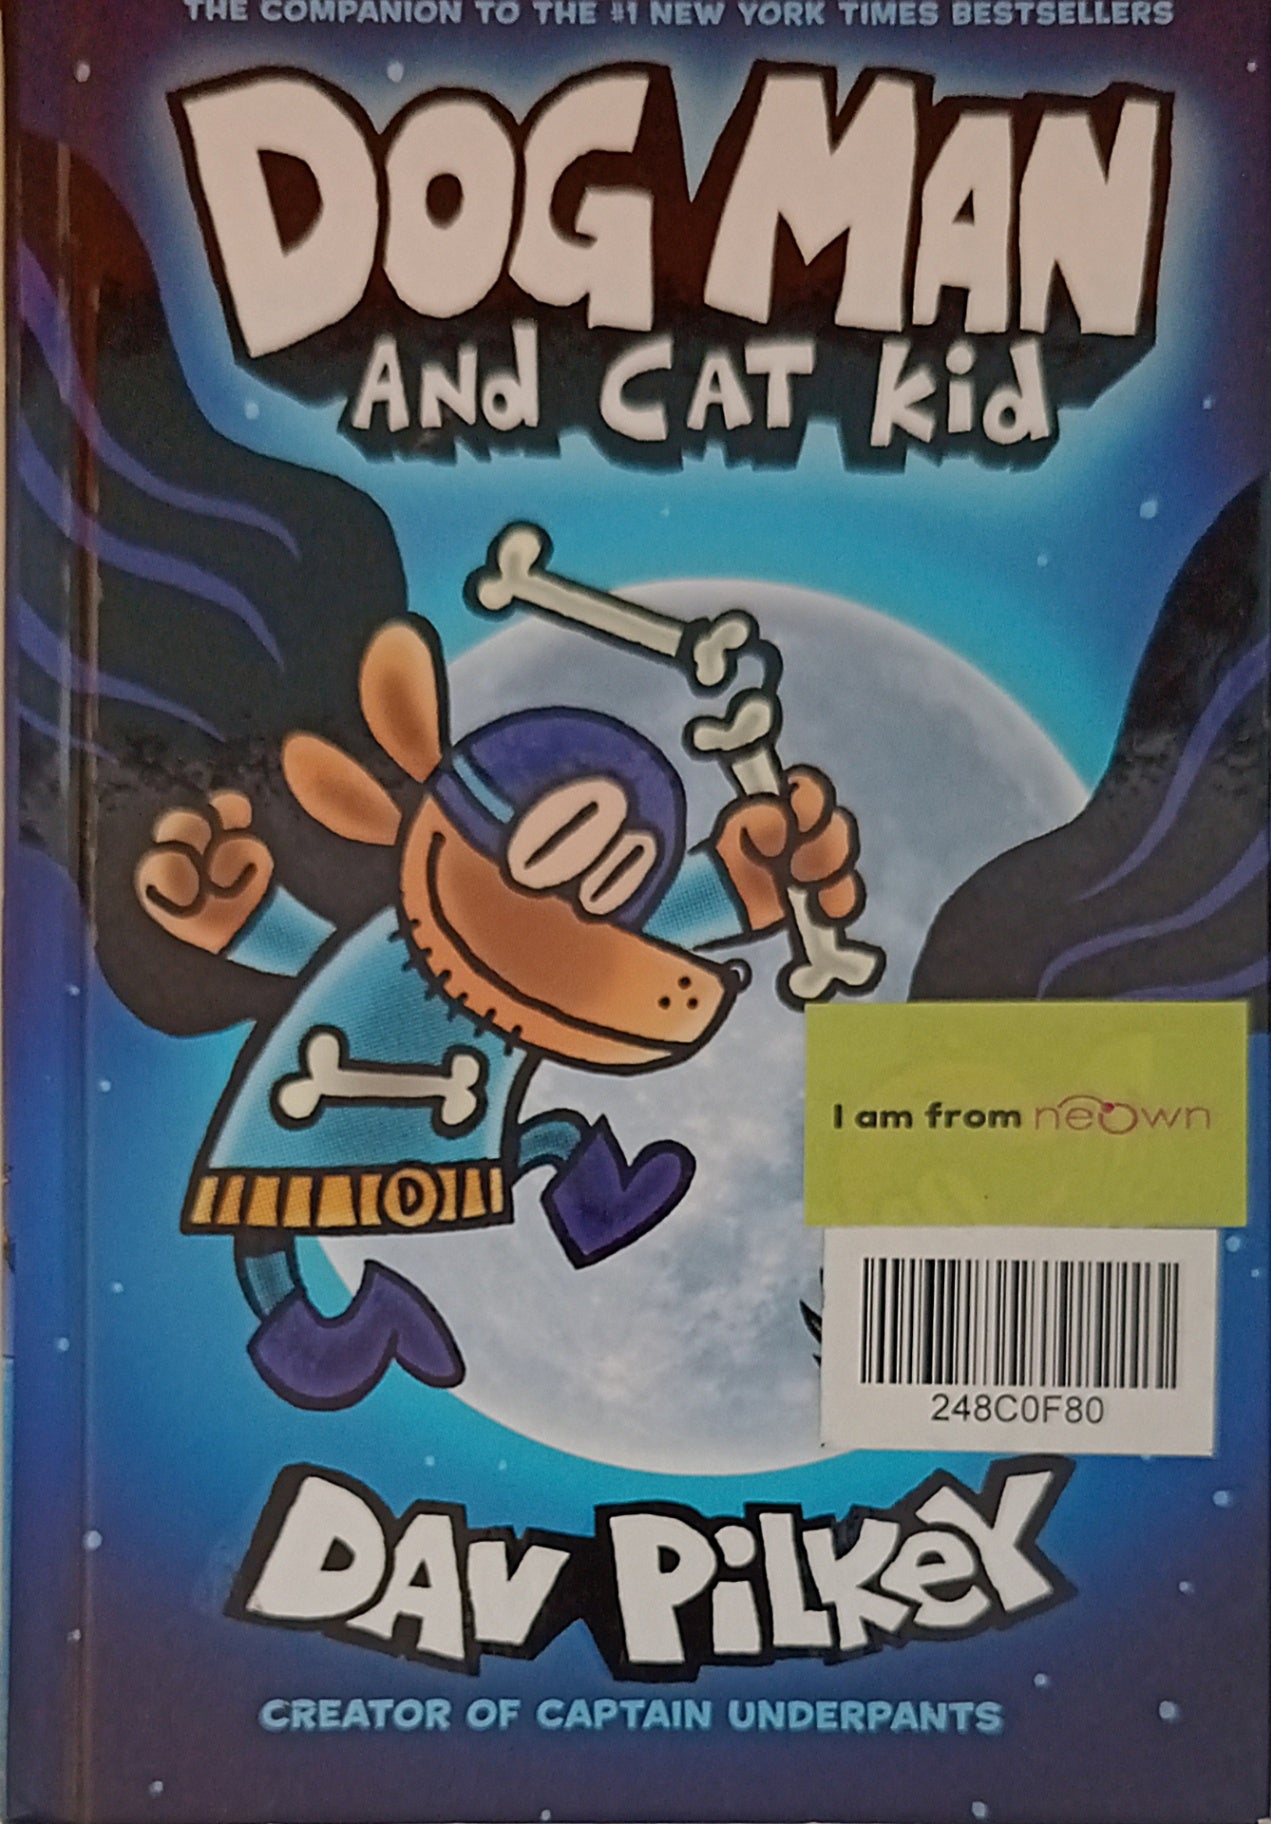 THE COMPANION TO THE #1 NEW YORK TIMES BESTSELLERS
DOG MAN
AND CAT Kid
D
I am from neown
248C0F80
DAV PiLKeY
CREATOR OF CAPTAIN UNDERPANTS